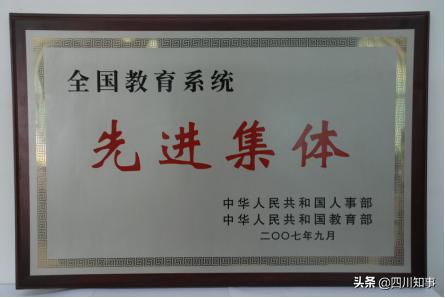 全国教育系统
先进集体
中华人民共和国人事部
中华人民共和国教育部
二〇〇七年九月
头条 @四川知事